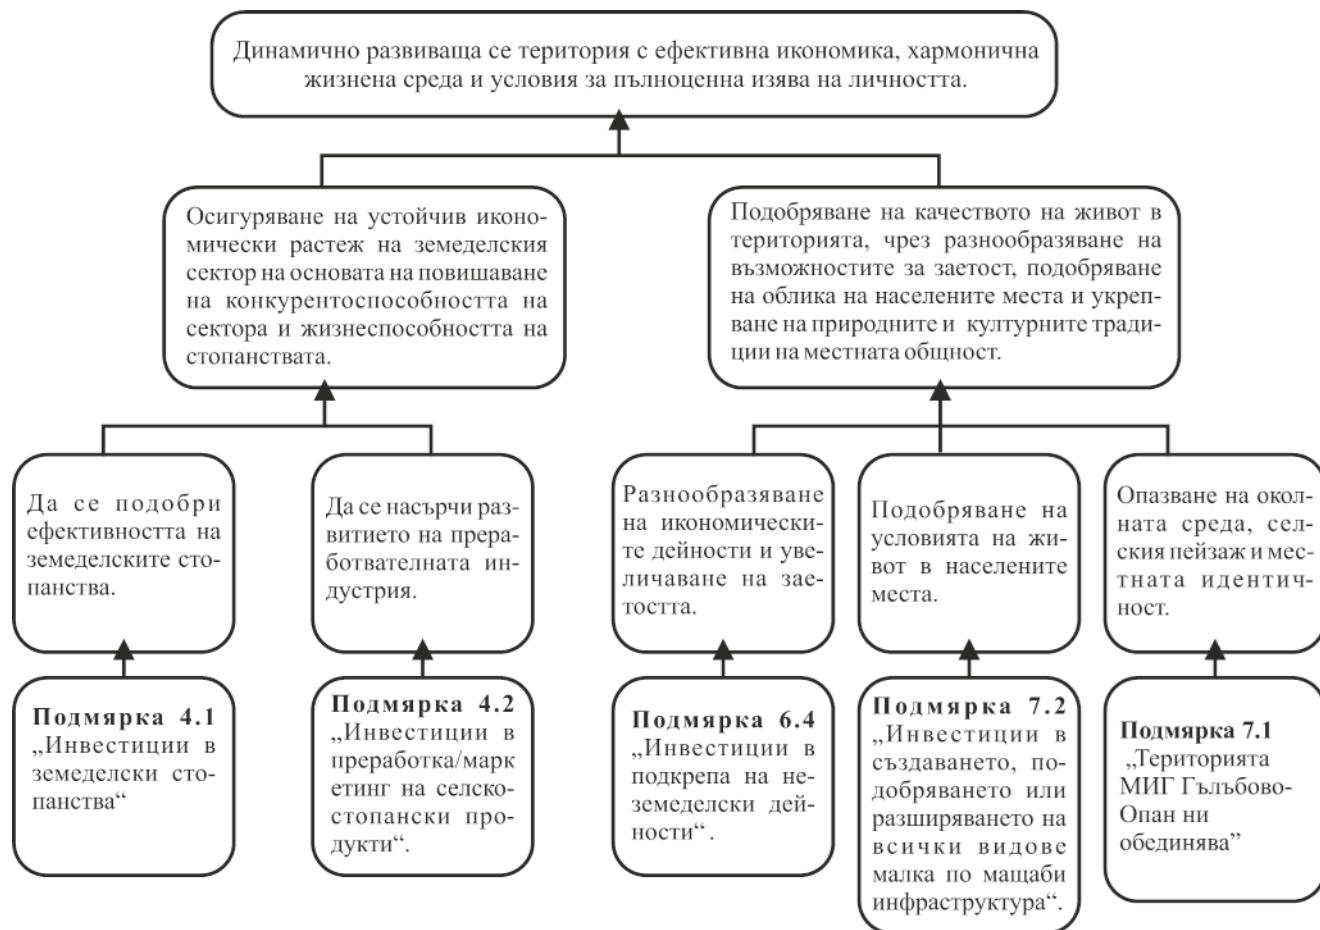 Динамично развиваща се територия с ефективна икономика, хармонична
жизнена среда и условия за пълноценна изява на личността.
Осигуряване на устойчив иконо-
мически растеж на земеделския
сектор на основата на повишаване
на конкурентоспособността на
сектора и жизнеспособността на
стопанствата.
Подобряване на качеството на живот в
територията, чрез разнообразяване на
възможностите за заетост, подобряване
на облика на населените места и укреп-
ване на природните и културните тради-
ции на местната общност.
Да се подобри
ефективността на
земеделските сто-
панства.
Да се насърчи раз-
витието на прера-
ботвателната ин-
дустрия.
Разнообразяване
на икономически-
те дейности и уве-
личаване на зае-
тостта.
Подобряване на
условията на жи-
вот в населените
места.
Опазване на окол-
ната среда, сел-
ския пейзаж и мес-
тната идентич-
ност.
Подмярка 4.1
„Инвестиции в
земеделски сто-
панства“
Подмярка 4.2
„Инвестиции в
преработка/марк
етинг на селско-
стопански про-
дукти“.
Подмярка 6.4
„Инвестиции в
подкрепа на не-
земеделски дей-
ности“.
Подмярка 7.2
„Инвестиции в
създаването, по-
добряването или
разширяването на
всички видове
малка по мащаби
инфраструктура“.
Подмярка 7.1
„Територията
МИГ Гълъбово-
Опан ни
обединява”